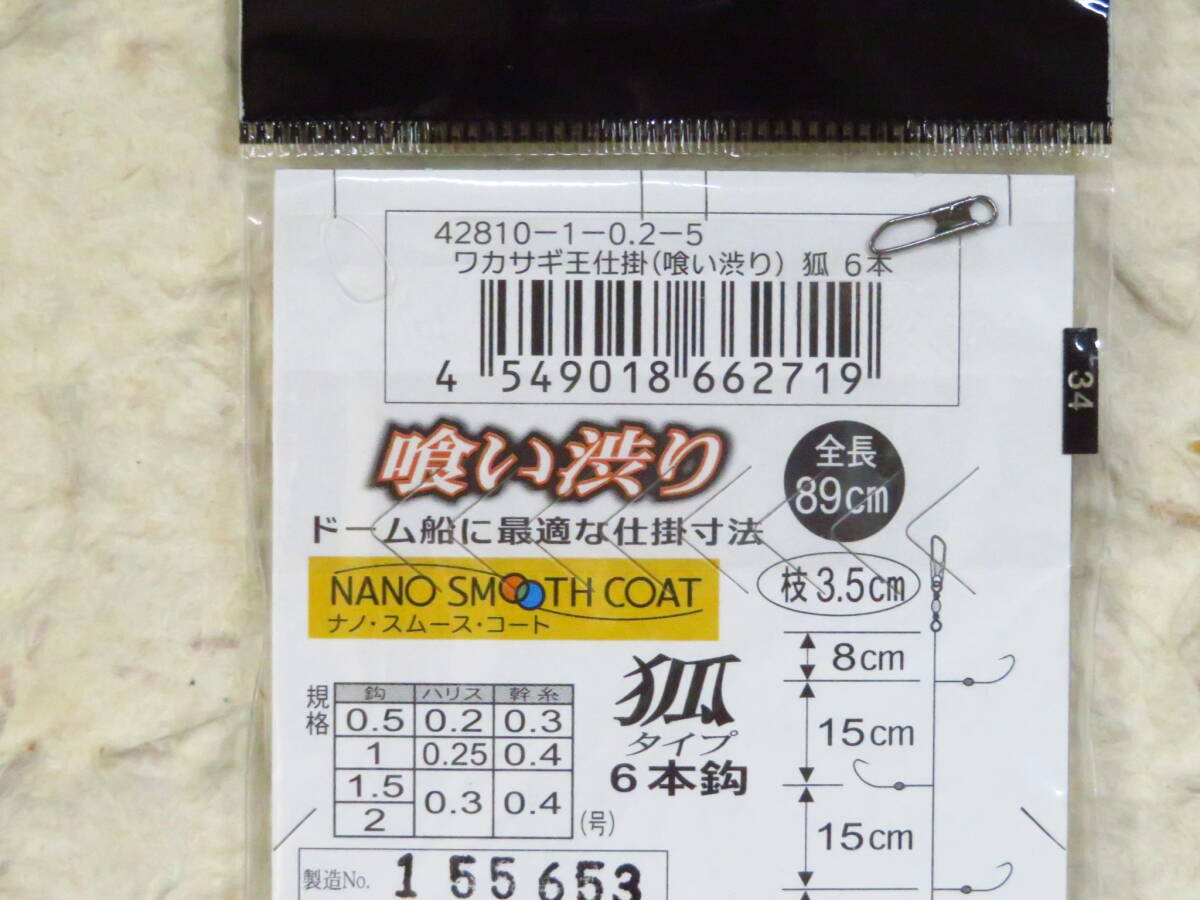 42810-1-0.2-5
ワカサギ王仕掛(喰い渋り) 狐 6本
4 549018 662719
34
喰い渋り
全長
89cm
ドーム船に最適な仕掛寸法
NANO SMOOTH COAT
ナノ・スムース・コート
枝 3.5cm
8cm
15cm
15cm
規格
鈎 ハリス 幹糸
0.5 0.2 0.3
1 0.25 0.4
1.5 0.3 0.4
2
(号)
狐
タイプ
6本鈎
製造No. 155653